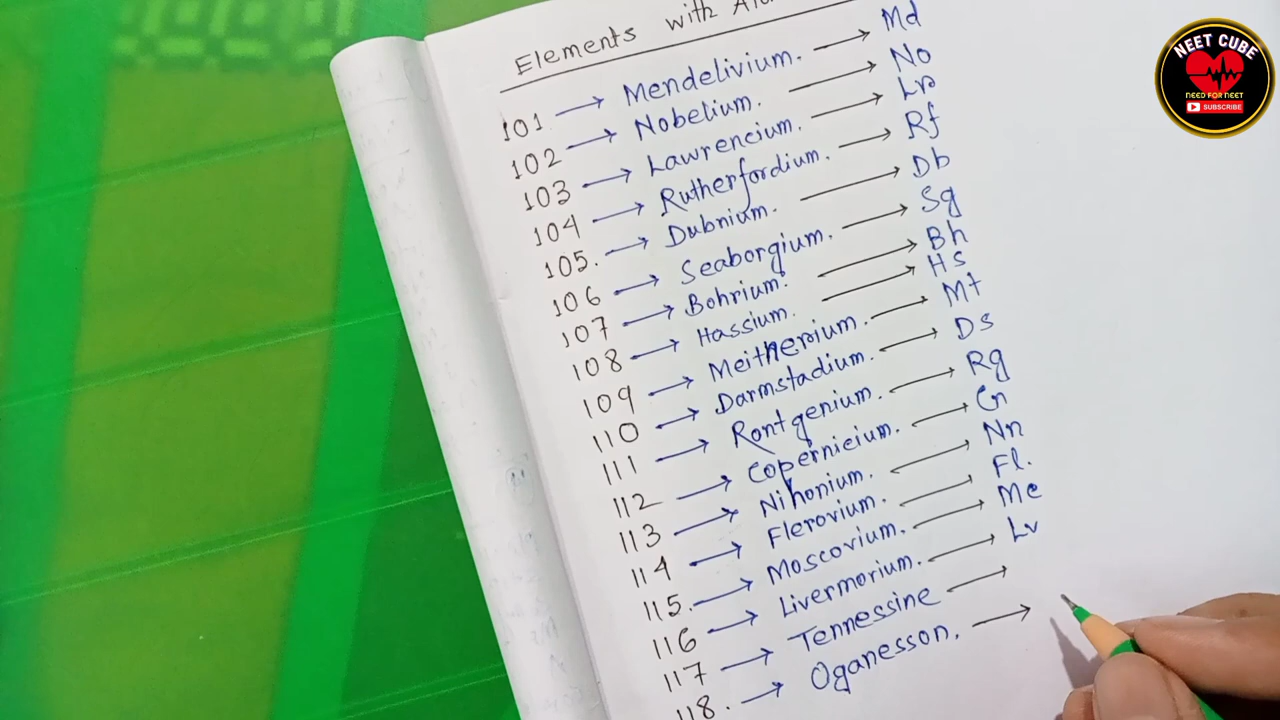 Elements with
101 → Mendelivium. → Md
102 → Nobelium. → No
103 → Lawrencium. → Lr
104 → Rutherfordium. → Rf
105. → Dubnium. → Db
106 → Seaborgium. → Sg
107 → Bohrium. → Bh
108 → Hassium. → Hs
109 → Meitherium. → Mt
110 → Darmstadium. → Ds
111 → Rontgenium. → Rg
112 → Copernicium. → Cn
113 → Nihonium. → Nn
114 → Flerovium. → Fl.
115. → Moscovium. → Mc
116 → Livermorium. → Lv
117 → Tennessine →
118. → Oganesson. →
NEET CUBE
NEED FOR NEET
SUBSCRIBE